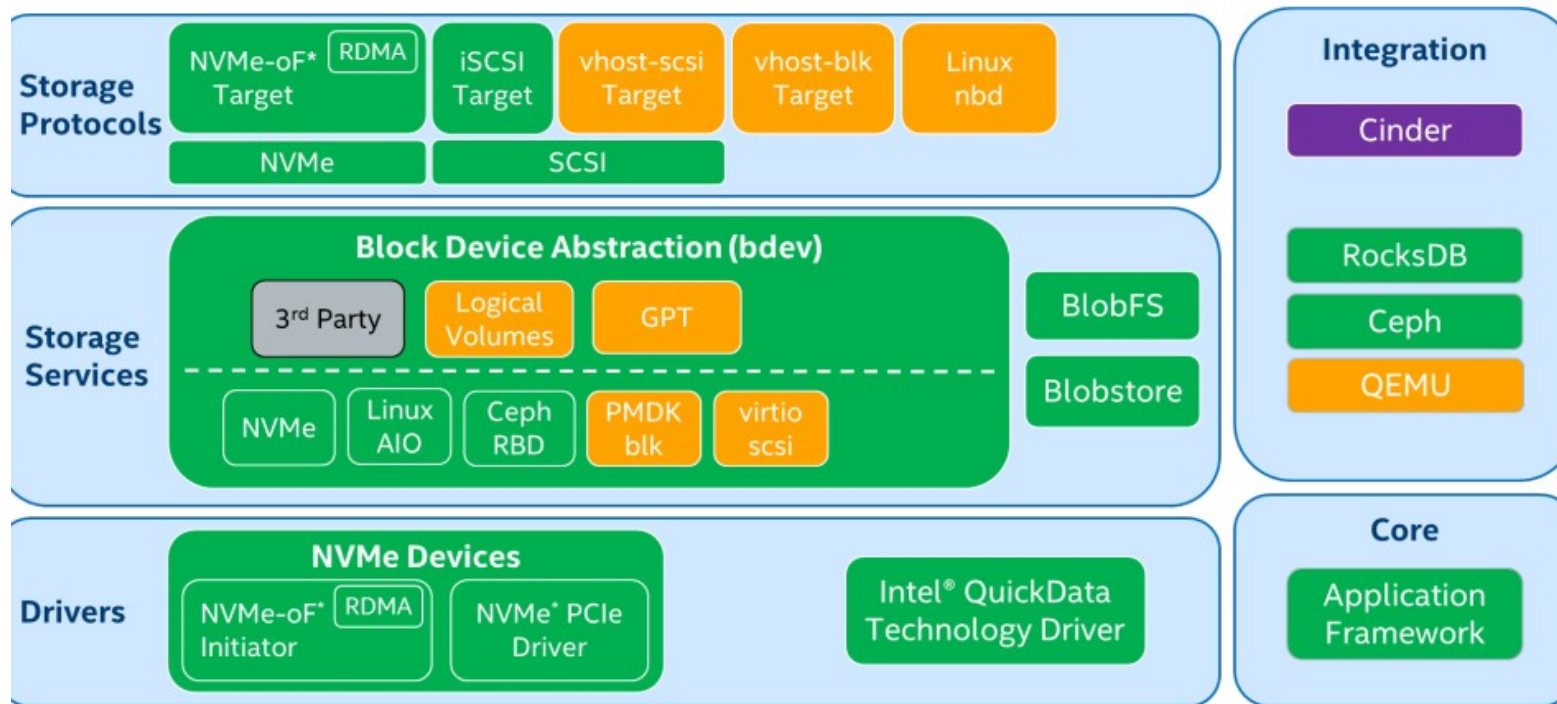 Storage
Protocols
NVMe-oF* RDMA
Target
iSCSI
Target
vhost-scsi
Target
vhost-blk
Target
Linux
nbd
NVMe
SCSI
Storage
Services
Block Device Abstraction (bdev)
3rd Party
Logical
Volumes
GPT
NVMe
Linux
AIO
Ceph
RBD
PMDK
blk
virtio
scsi
BlobFS
Blobstore
Drivers
NVMe Devices
NVMe-oF* RDMA
Initiator
NVMe* PCIe
Driver
Intel® QuickData
Technology Driver
Integration
Cinder
RocksDB
Ceph
QEMU
Core
Application
Framework